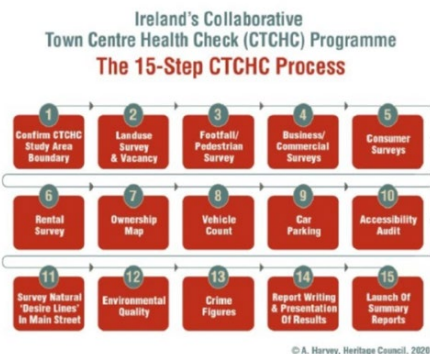 Ireland's Collaborative
Town Centre Health Check (CTCHC) Programme
The 15-Step CTCHC Process
1
Confirm CTCHC
Study Area
Boundary
2
Landuse
Survey
& Vacancy
3
Footfall/
Pedestrian
Survey
4
Business/
Commercial
Surveys
5
Consumer
Surveys
6
Rental
Survey
7
Ownership
Map
8
Vehicle
Count
9
Car
Parking
10
Accessibility
Audit
11
Survey Natural
'Desire Lines'
In Main Street
12
Environmental
Quality
13
Crime
Figures
14
Report Writing
& Presentation
Of Results
15
Launch Of
Summary
Reports
© A. Harvey, Heritage Council, 2020